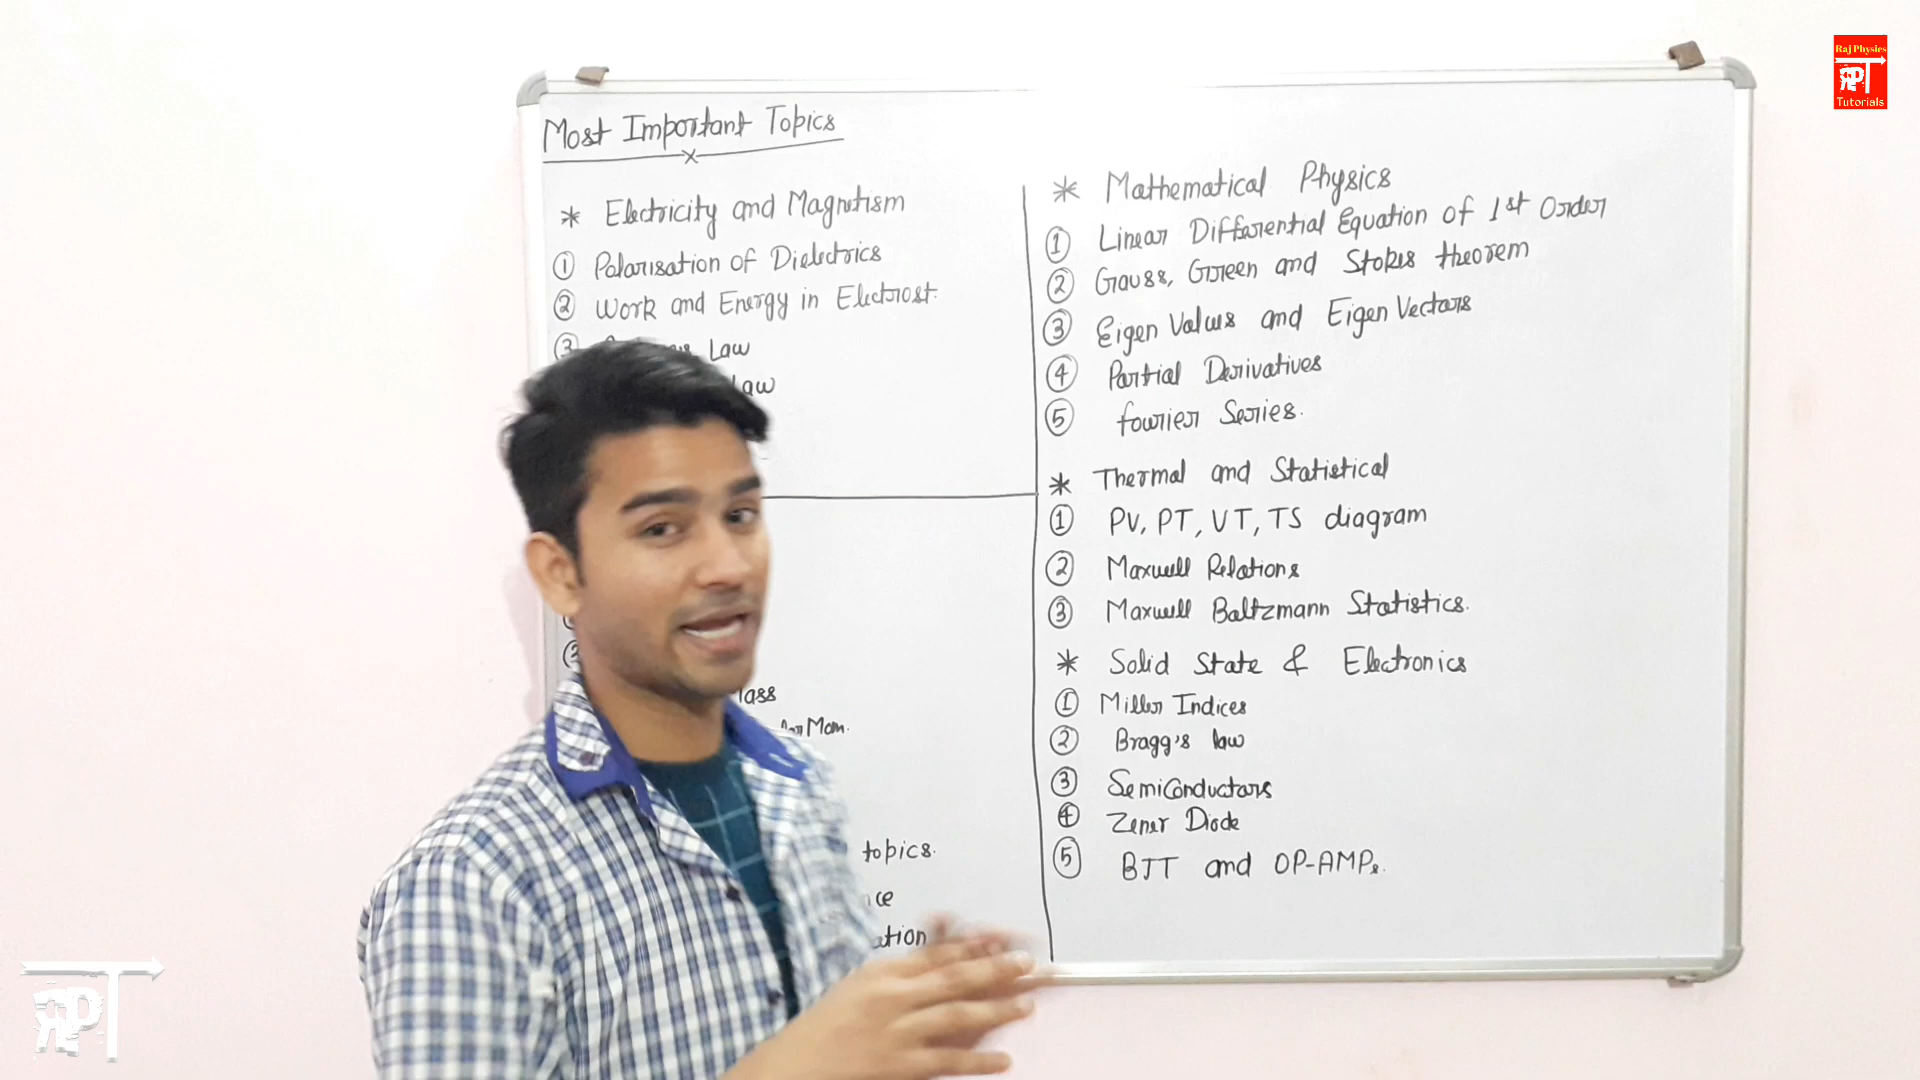 Most Important Topics
* Electricity and Magnetism
① Polarisation of Dielectrics
② Work and Energy in Electrost.
③ Law
Law
lass
Mom.
topics.
* Mathematical Physics
① Linear Differential Equation of 1st Order
② Gauss, Green and Stokes theorem
③ Eigen Values and Eigen Vectors
④ Partial Derivatives
⑤ fourier Series.
* Thermal and Statistical
① PV, PT, VT, TS diagram
② Maxwell Relations
③ Maxwell Boltzmann Statistics.
* Solid State & Electronics
① Miller Indices
② Bragg's law
③ SemiConductors
④ Zener Diode
⑤ BJT and OP-AMPs.
Raj Physics
RPT
Tutorials
RPT